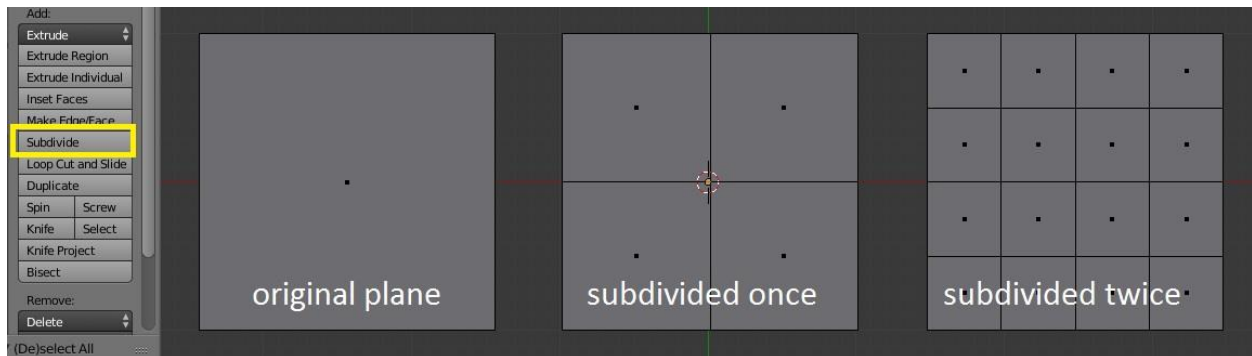 Add:
Extrude
Extrude Region
Extrude Individual
Inset Faces
Make Edge/Face
Subdivide
Loop Cut and Slide
Duplicate
Spin Screw
Knife Select
Knife Project
Bisect
Remove:
Delete
(De)select All
original plane
subdivided once
subdivided twice